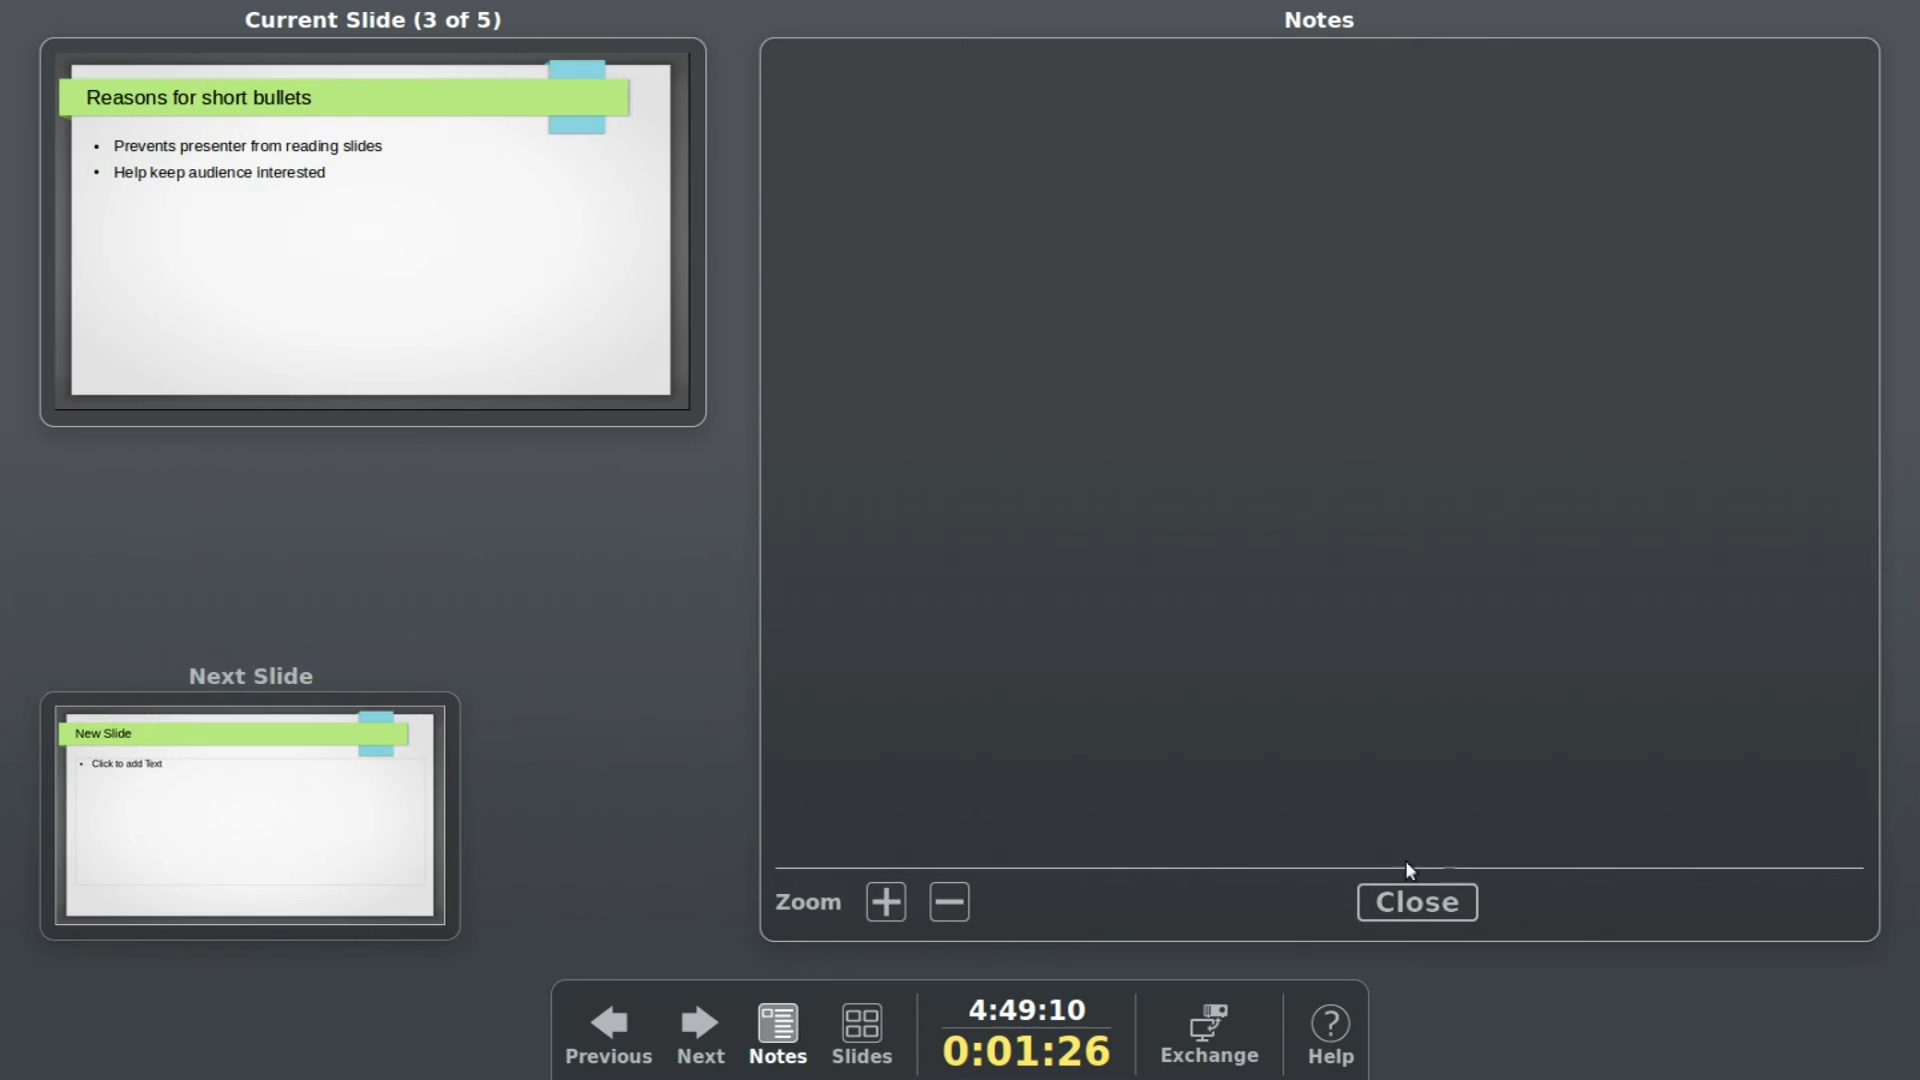 Current Slide (3 of 5)
Notes
Reasons for short bullets
• Prevents presenter from reading slides
• Help keep audience interested
Next Slide
New Slide
• Click to add Text
Zoom
Close
4:49:10
0:01:26
Previous
Next
Notes
Slides
Exchange
Help